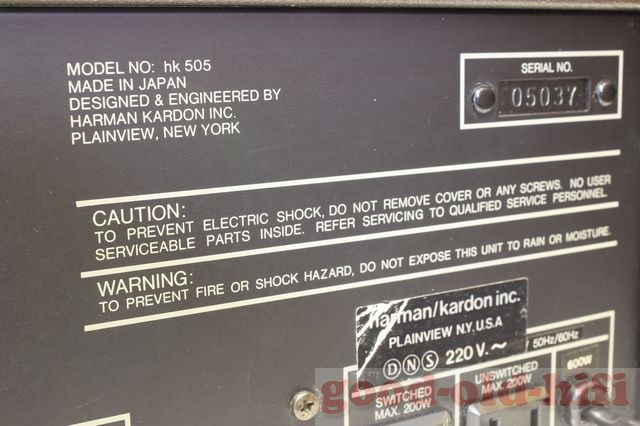 MODEL NO: hk 505
MADE IN JAPAN
DESIGNED & ENGINEERED BY
HARMAN KARDON INC.
PLAINVIEW, NEW YORK
SERIAL NO.
05037
CAUTION:
TO PREVENT ELECTRIC SHOCK, DO NOT REMOVE COVER OR ANY SCREWS. NO USER
SERVICEABLE PARTS INSIDE. REFER SERVICING TO QUALIFIED SERVICE PERSONNEL.
WARNING:
TO PREVENT FIRE OR SHOCK HAZARD, DO NOT EXPOSE THIS UNIT TO RAIN OR MOISTURE.
harman/kardon inc.
PLAINVIEW N.Y. U.S.A
D N S 220 V. ~ / 50Hz/60Hz
SWITCHED
MAX. 200W
UNSWITCHED
MAX. 200W
600W
good-old-hifi